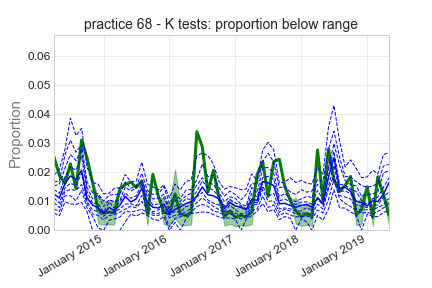 practice 68 - K tests: proportion below range
Proportion
0.06
0.05
0.04
0.03
0.02
0.01
0.00
January 2015
January 2016
January 2017
January 2018
January 2019